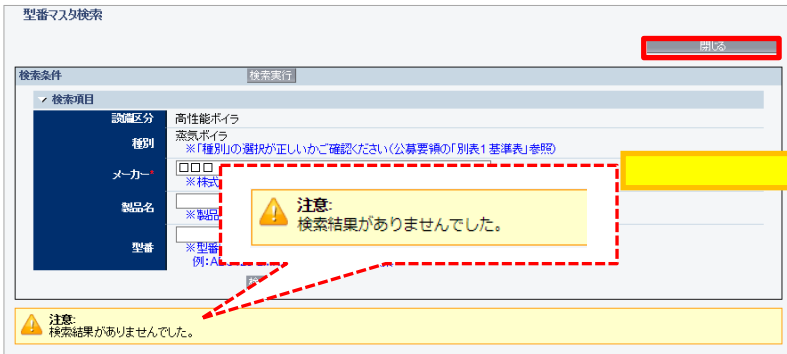 型番マスタ検索
閉じる
検索条件
検索実行
検索項目
設備区分
高性能ボイラ
種別
蒸気ボイラ
※「種別」の選択が正しいかご確認ください(公募要領の「別表1 基準表」参照)
メーカー*
□□□
※株式
製品名
※製品
型番
※型番
例:A
注意:
検索結果がありませんでした。
注意:
検索結果がありませんでした。